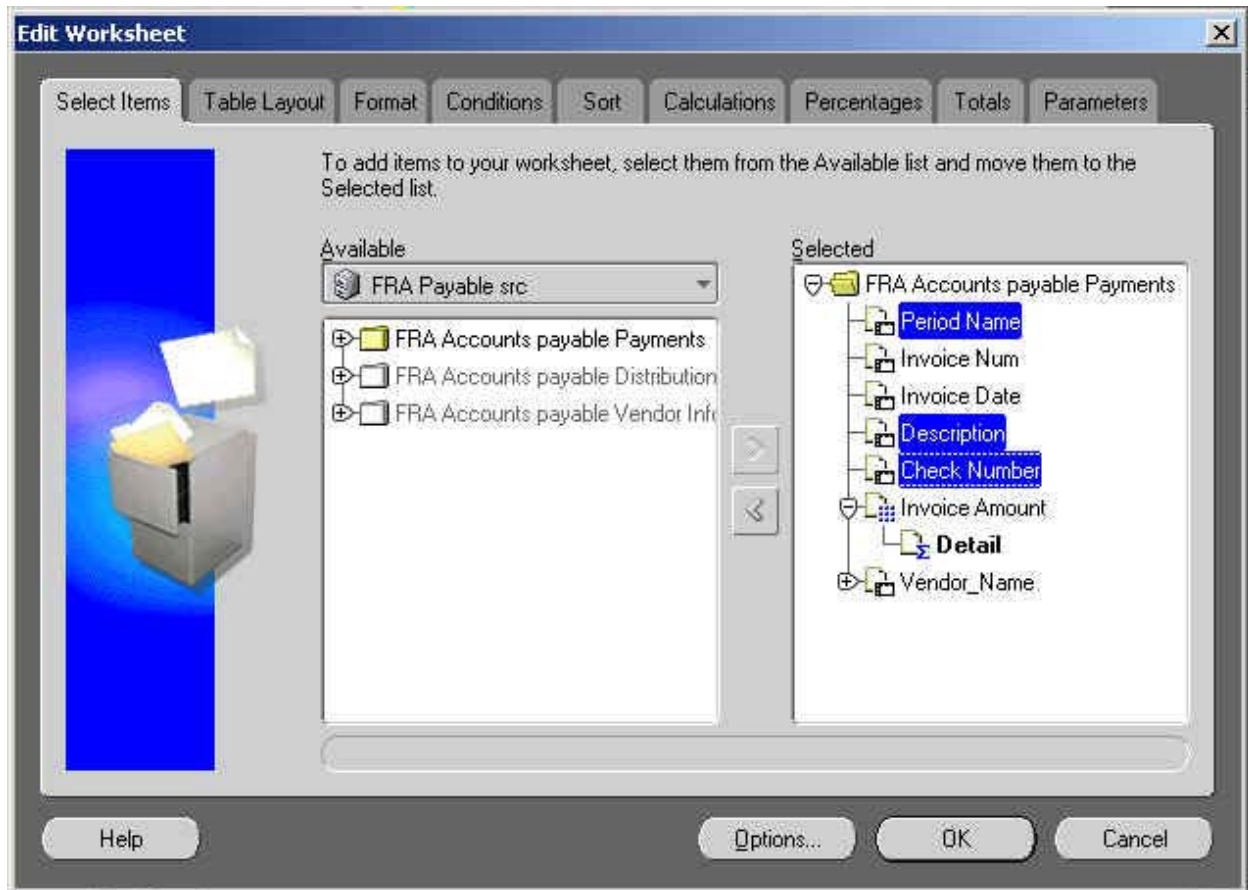 Edit Worksheet
Select Items Table Layout Format Conditions Sort Calculations Percentages Totals Parameters
To add items to your worksheet, select them from the Available list and move them to the
Selected list.
Available
FRA Payable src
FRA Accounts payable Payments
FRA Accounts payable Distribution
FRA Accounts payable Vendor Info
Selected
FRA Accounts payable Payments
Period Name
Invoice Num
Invoice Date
Description
Check Number
Invoice Amount
Detail
Vendor_Name
Help Options... OK Cancel